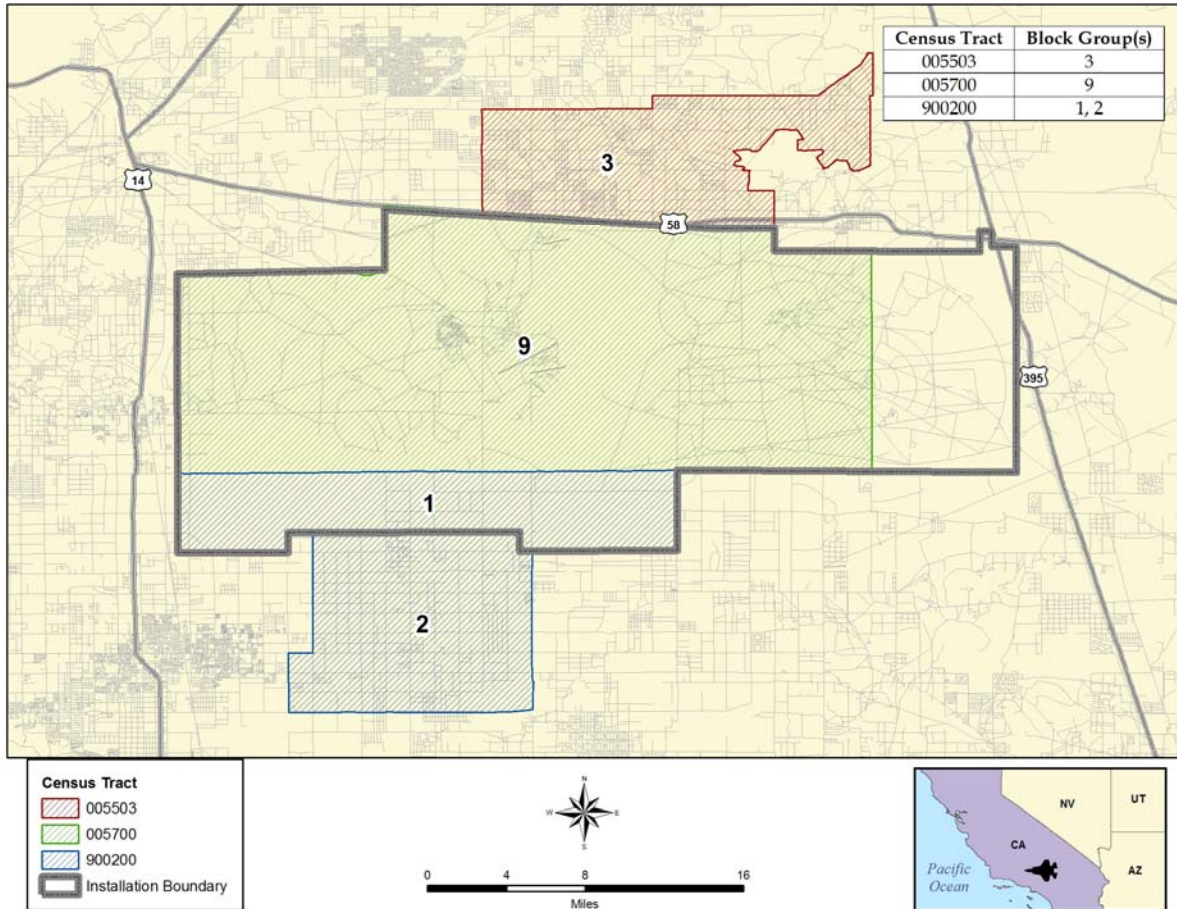 Census Tract Block Group(s)
005503 3
005700 9
900200 1, 2
3
14
58
9
395
1
2
Census Tract
005503
005700
900200
Installation Boundary
N
W E
S
0 4 8 16
Miles
NV UT
CA
AZ
Pacific
Ocean